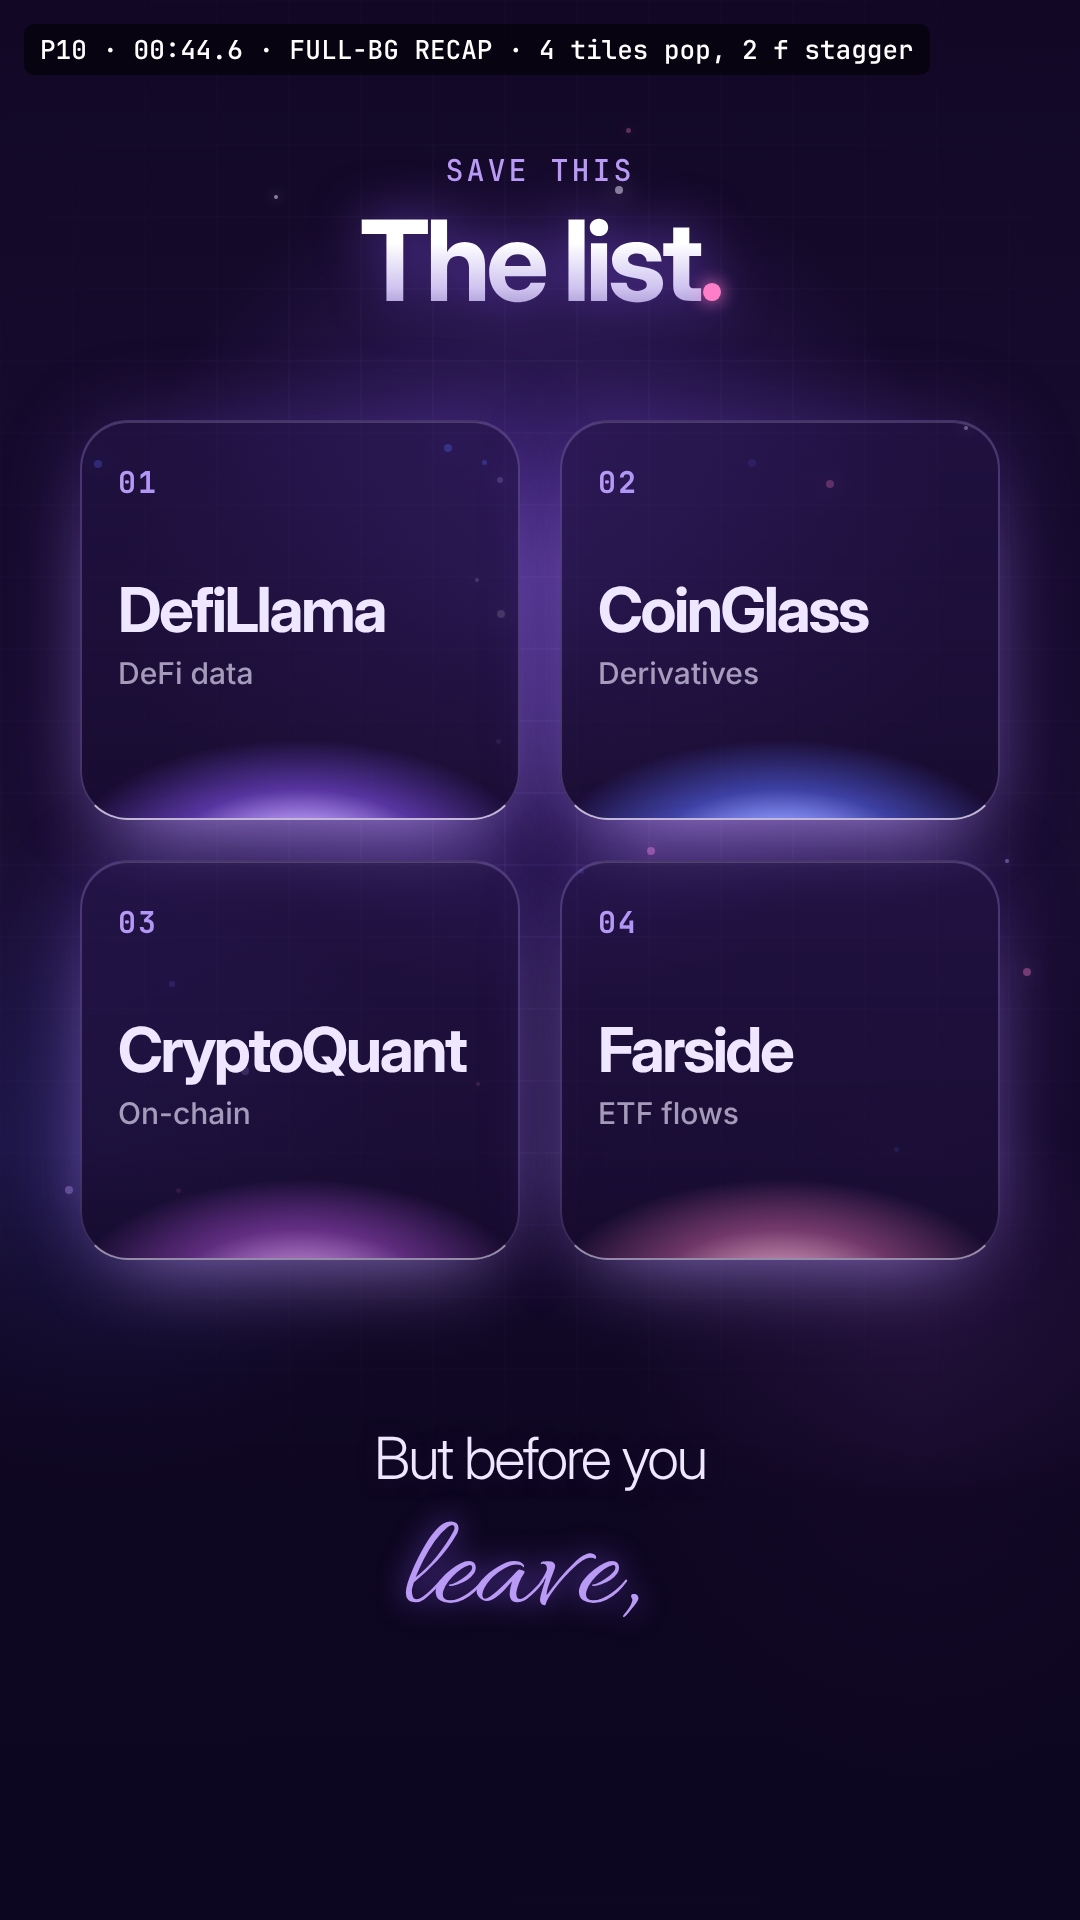 P10 · 00:44.6 · FULL-BG RECAP · 4 tiles pop, 2 f stagger
SAVE THIS
The list.
01
DefiLlama
DeFi data
02
CoinGlass
Derivatives
03
CryptoQuant
On-chain
04
Farside
ETF flows
But before you
leave,